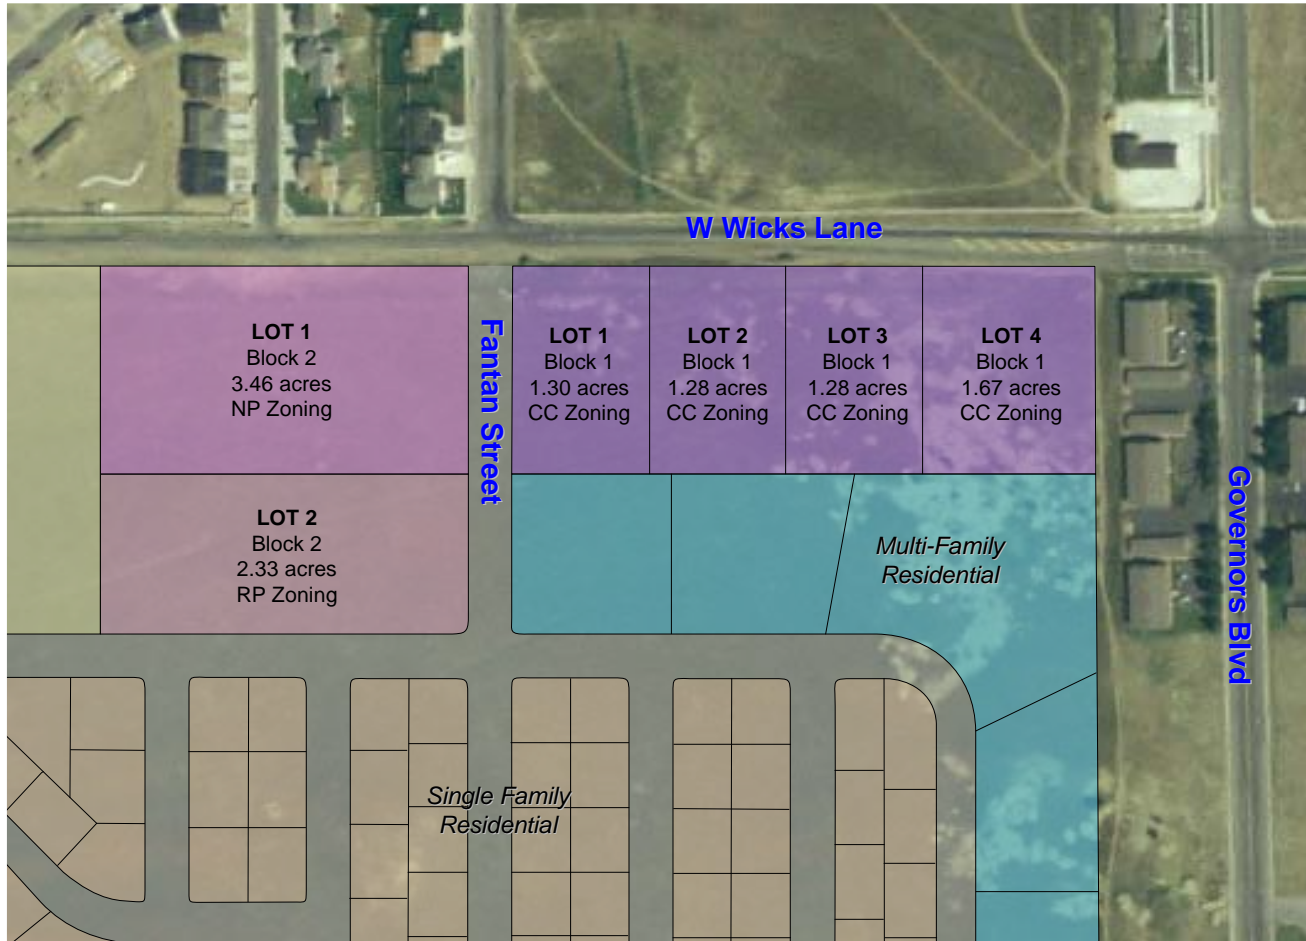 W Wicks Lane
LOT 1
Block 2
3.46 acres
NP Zoning
Fantan Street
LOT 1
Block 1
1.30 acres
CC Zoning
LOT 2
Block 1
1.28 acres
CC Zoning
LOT 3
Block 1
1.28 acres
CC Zoning
LOT 4
Block 1
1.67 acres
CC Zoning
Governors Blvd
LOT 2
Block 2
2.33 acres
RP Zoning
Multi-Family
Residential
Single Family
Residential